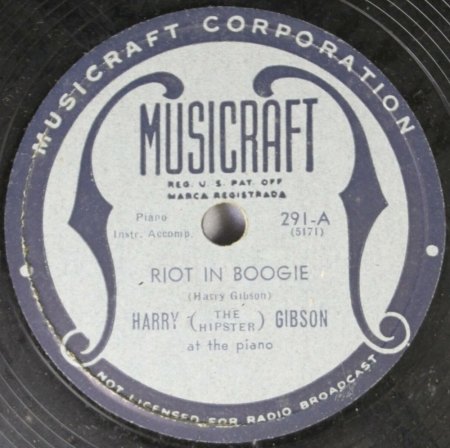 MUSICRAFT CORPORATION
MUSICRAFT
REG. U. S. PAT. OFF
MARCA REGISTRADA
Piano
Instr. Accomp.
291-A
(5171)
RIOT IN BOOGIE
(Harry Gibson)
HARRY (THE HIPSTER) GIBSON
at the piano
NOT LICENSED FOR RADIO BROADCAST